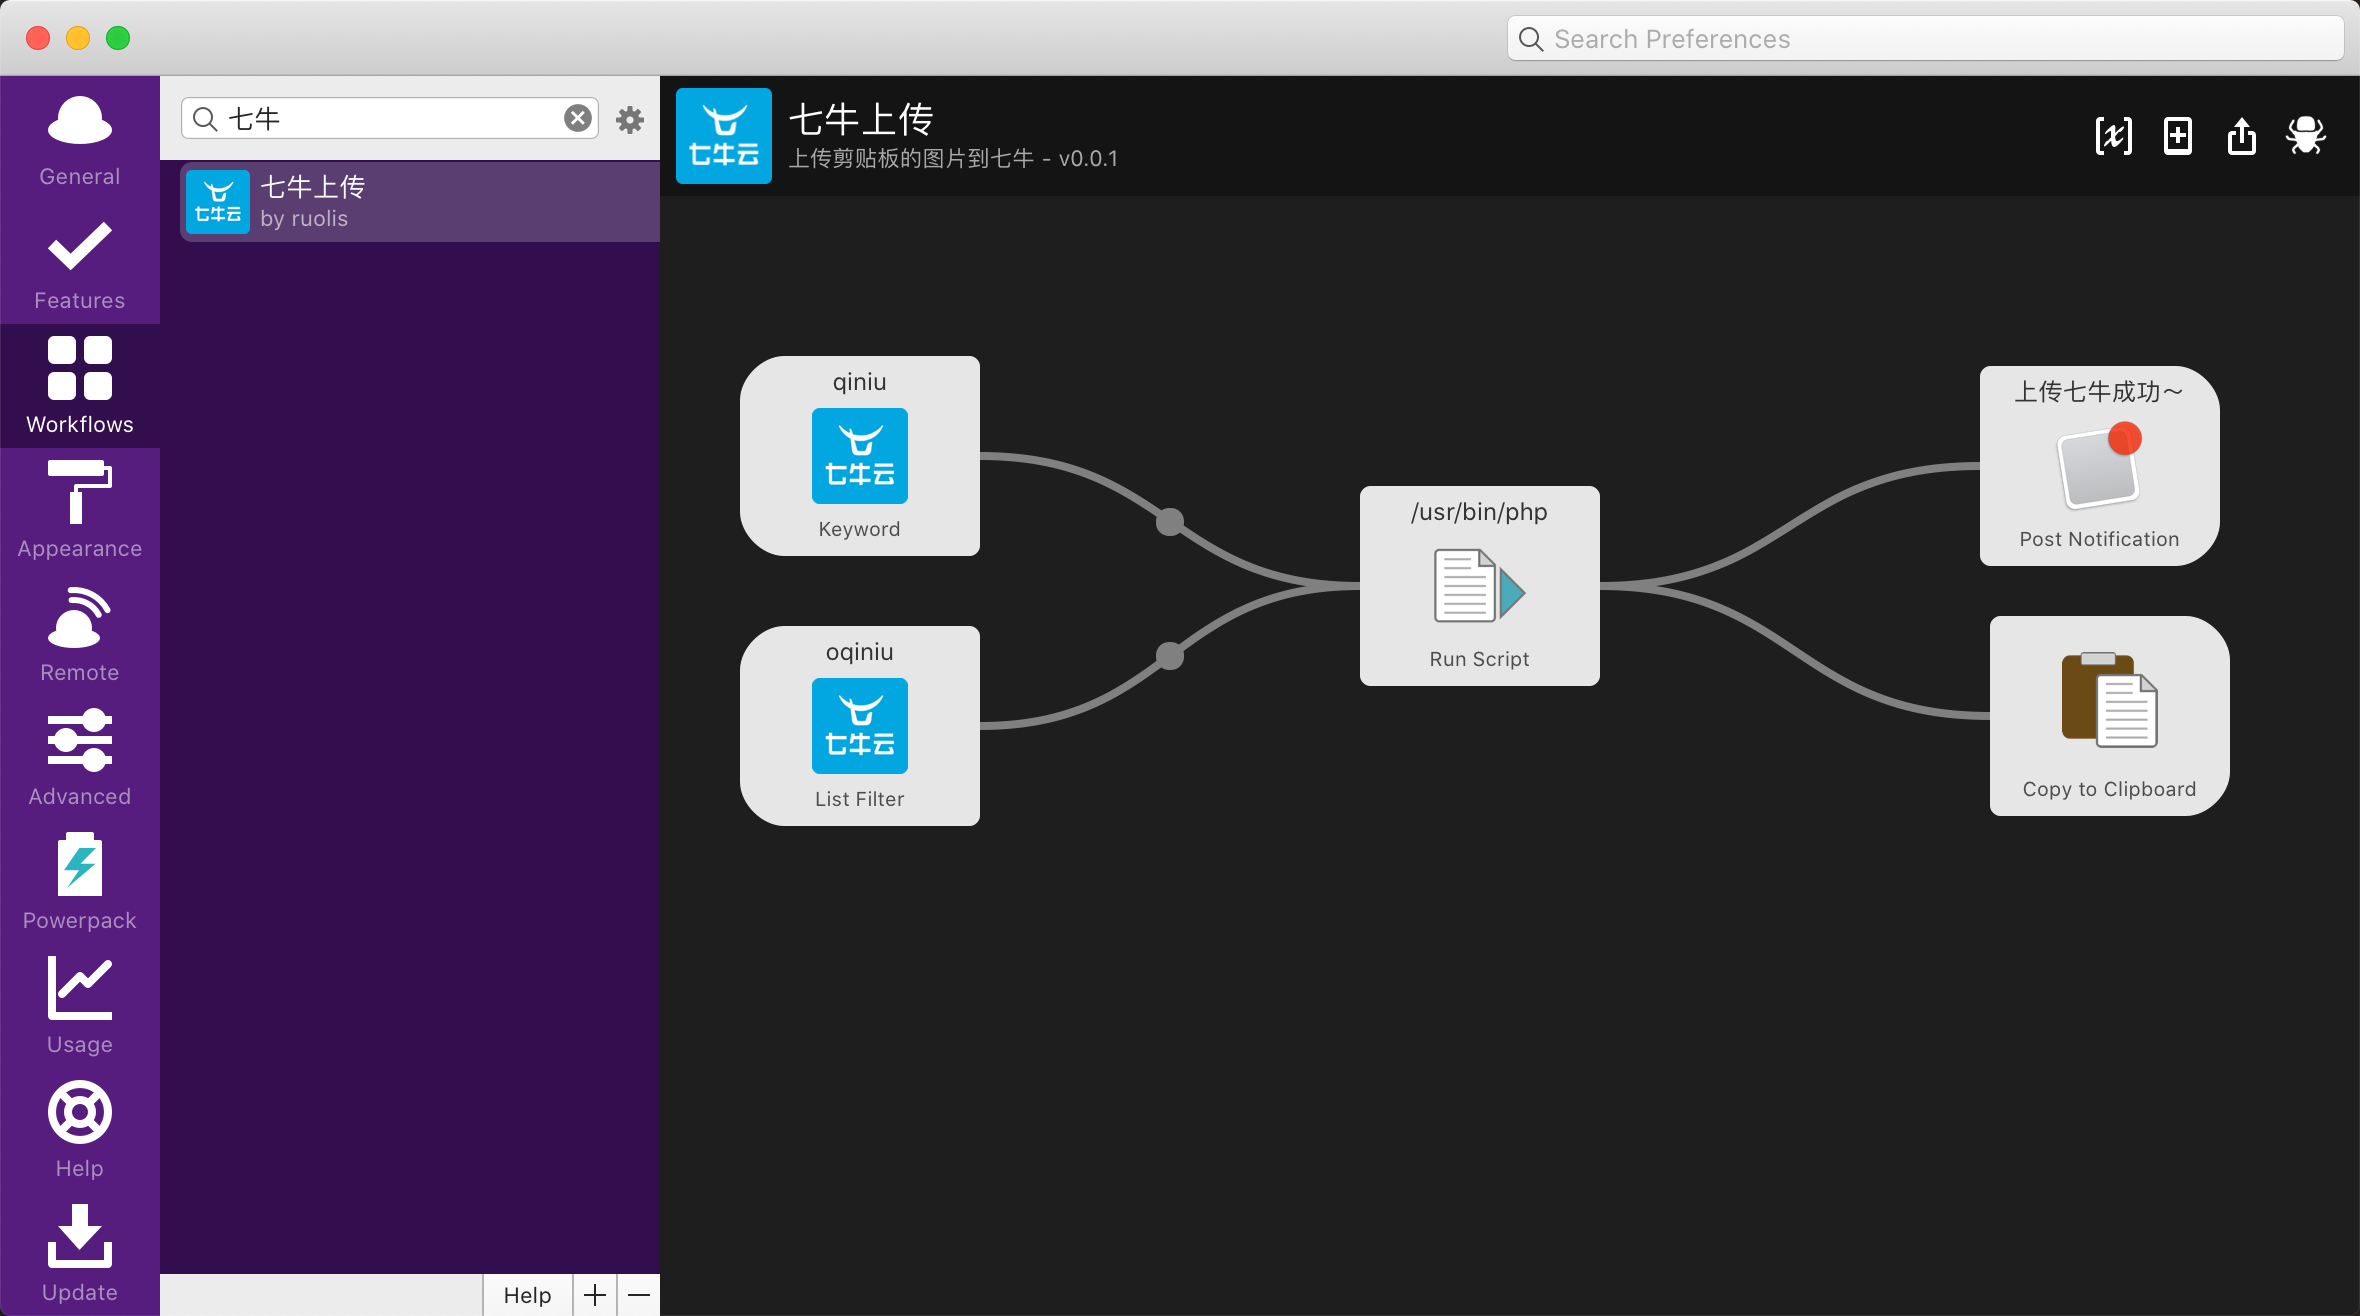 Search Preferences
General
Features
Workflows
Appearance
Remote
Advanced
Powerpack
Usage
Help
Update
七牛
七牛云
七牛上传
by ruolis
Help
七牛云
七牛上传
上传剪贴板的图片到七牛 - v0.0.1
[x]
qiniu
七牛云
Keyword
oqiniu
七牛云
List Filter
/usr/bin/php
Run Script
上传七牛成功～
Post Notification
Copy to Clipboard